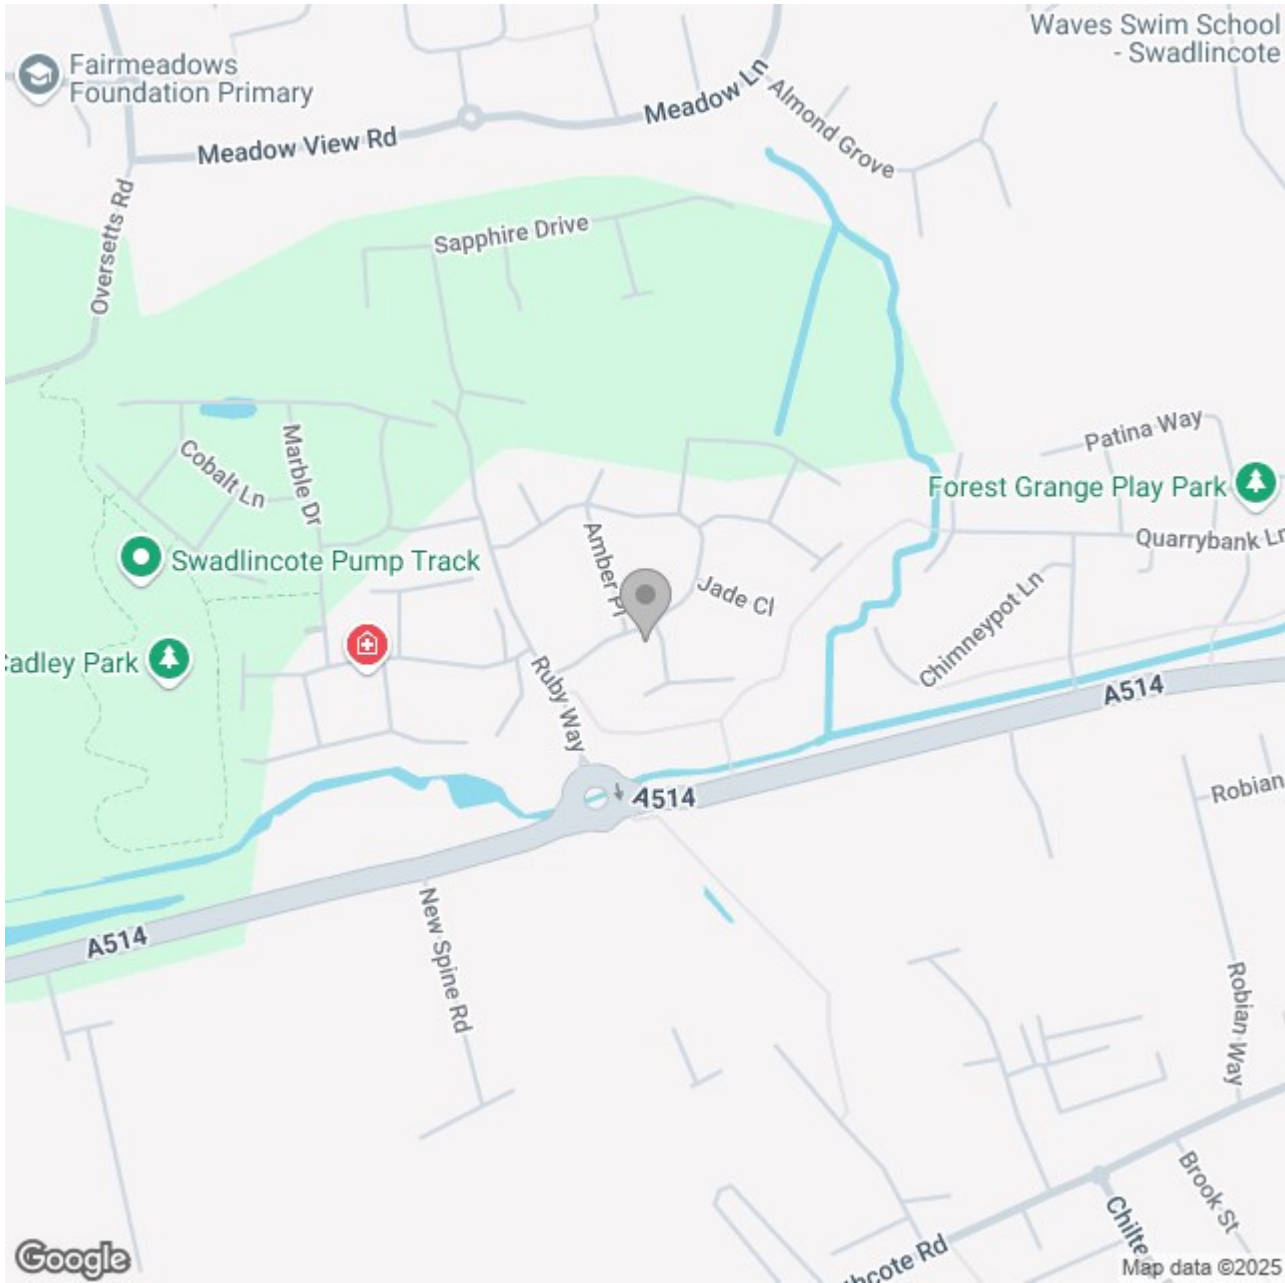 Waves Swim School
- Swadlincote
Fairmeadows
Foundation Primary
Meadow Ln
Almond Grove
Meadow View Rd
Oversetts Rd
Sapphire Drive
Patina Way
Marble Dr
Cobalt Ln
Forest Grange Play Park
Quarrybank Ln
Swadlincote Pump Track
Amber Pl
Jade Cl
Chimneypot Ln
adley Park
Ruby Way
A514
A514
Robian
A514
New Spine Rd
Robian Way
Brook St
Chilte
hcote Rd
Google
Map data ©2025